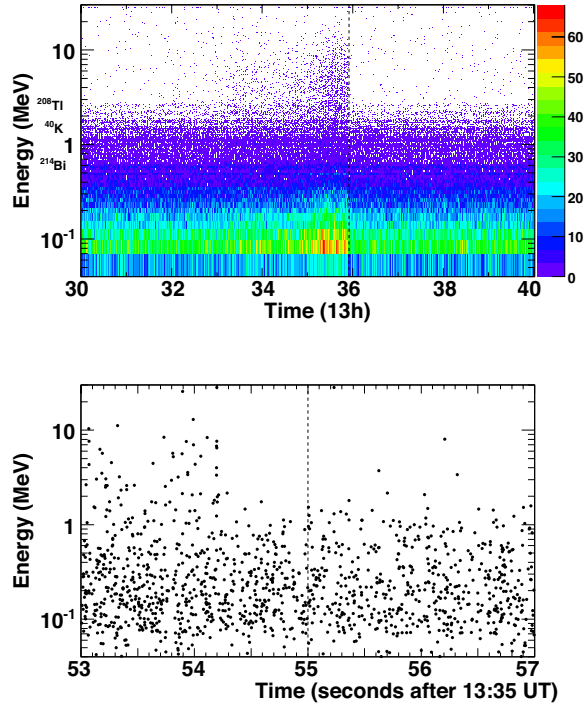 Energy (MeV)
10
²⁰⁸Tl
⁴⁰K
1
²¹⁴Bi
10⁻¹
30 32 34 36 38 40
Time (13h)
60
50
40
30
20
10
0
Energy (MeV)
10
1
10⁻¹
53 54 55 56 57
Time (seconds after 13:35 UT)